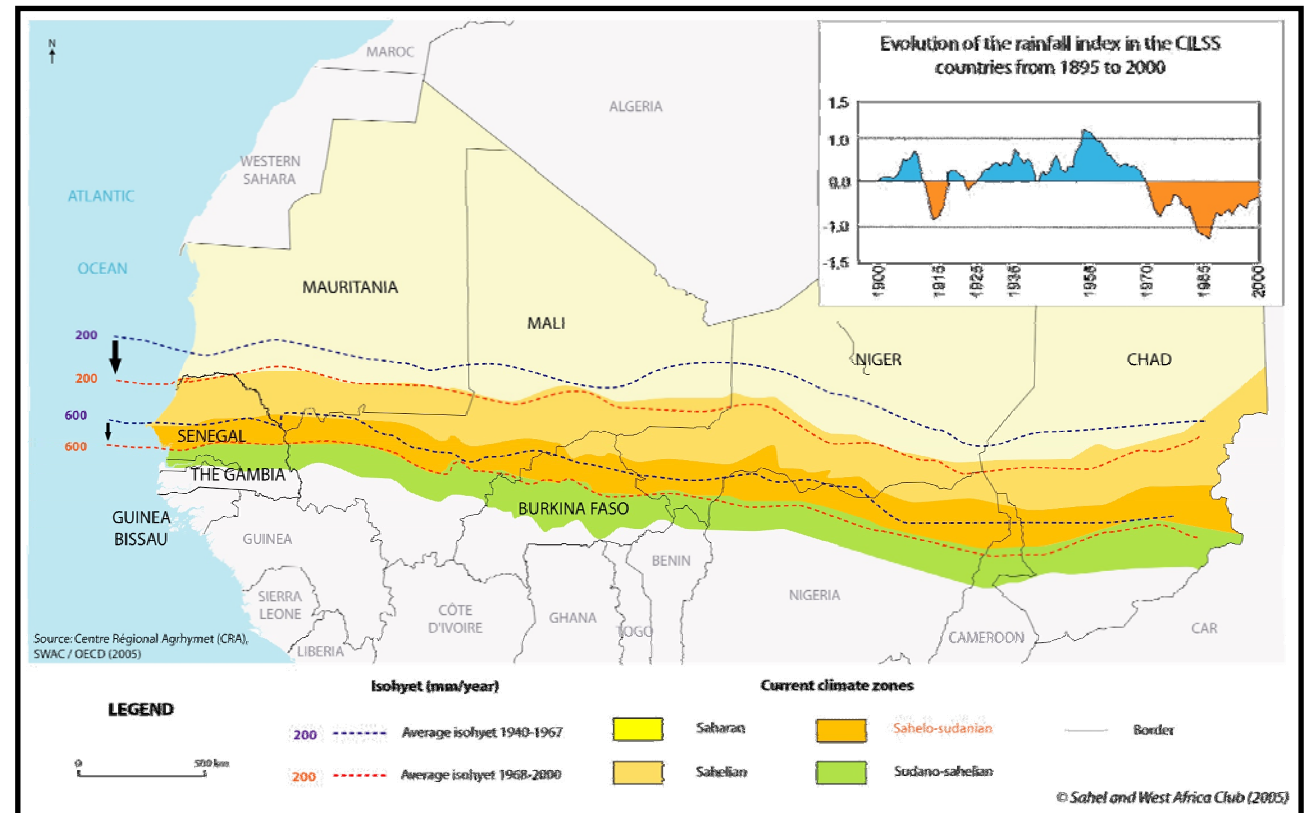 N
MAROC
ALGERIA
WESTERN
SAHARA
ATLANTIC
OCEAN
MAURITANIA
MALI
NIGER
CHAD
Evolution of the rainfall index in the CILSS
countries from 1895 to 2000
1.5
1.0
0.0
-1.0
-1.5
1900
1915
1925
1935
1955
1970
1985
2000
200
200
600
600
SENEGAL
THE GAMBIA
GUINEA
BISSAU
BURKINA FASO
GUINEA
SIERRA
LEONE
LIBERIA
CÔTE
D'IVOIRE
GHANA
TOGO
BENIN
NIGERIA
CAMEROON
CAR
Source: Centre Régional Agrhymet (CRA),
SWAC / OECD (2005)
LEGEND
0 500 km
Isohyet (mm/year)
200 Average isohyet 1940-1967
200 Average isohyet 1968-2000
Current climate zones
Saharan
Sahelian
Sahelo-sudanian
Sudano-sahelian
Border
© Sahel and West Africa Club (2005)